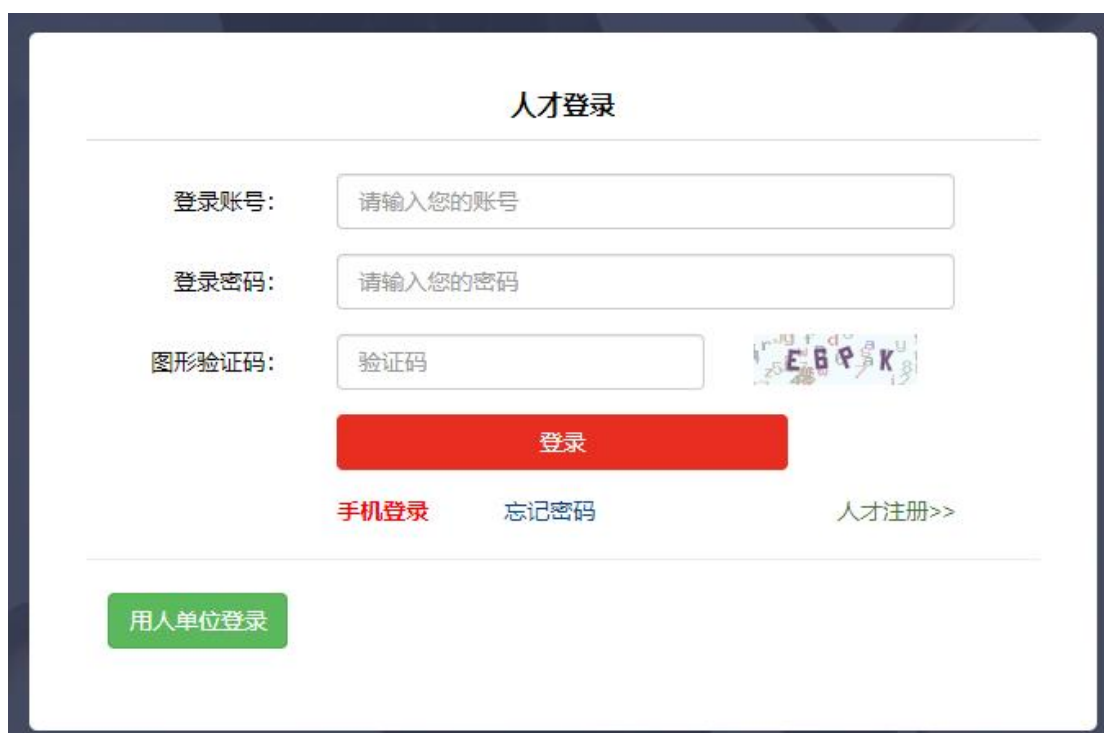 人才登录
登录账号： 请输入您的账号
登录密码： 请输入您的密码
图形验证码： 验证码
登录
手机登录 忘记密码 人才注册>>
用人单位登录